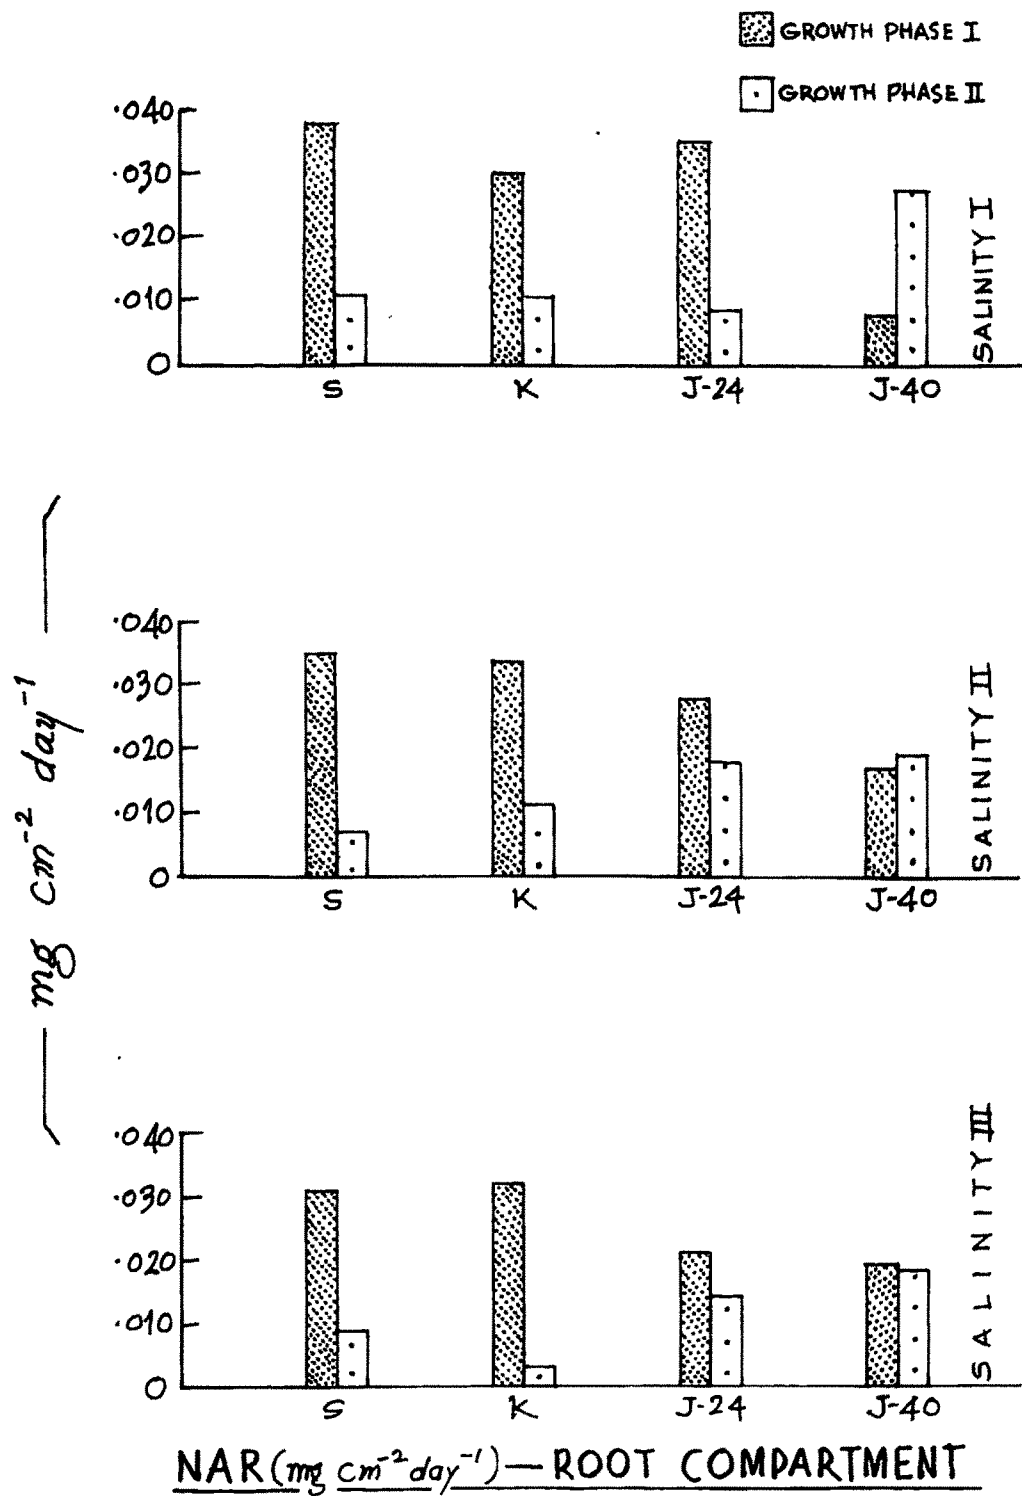 GROWTH PHASE I
GROWTH PHASE II
.040
.030
.020
.010
0
S K J-24 J-40
SALINITY I
mg cm⁻² day⁻¹
.040
.030
.020
.010
0
S K J-24 J-40
SALINITY II
.040
.030
.020
.010
0
S K J-24 J-40
SALINITY III
NAR (mg cm⁻² day⁻¹) — ROOT COMPARTMENT